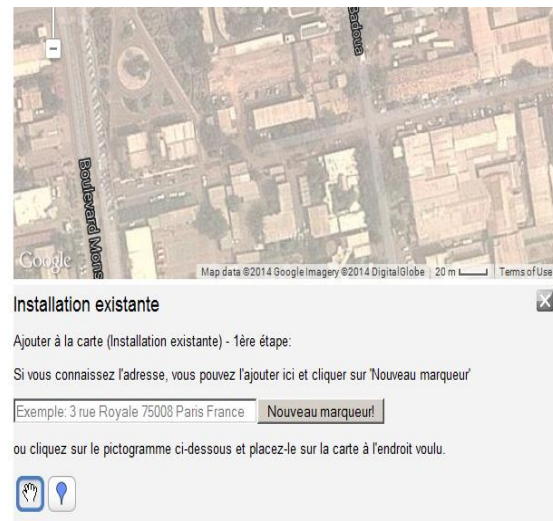 Badoua
Boulevard Mons
Google
Map data ©2014 Google Imagery ©2014 DigitalGlobe 20 m Terms of Use
Installation existante
Ajouter à la carte (Installation existante) - 1ère étape:
Si vous connaissez l'adresse, vous pouvez l'ajouter ici et cliquer sur 'Nouveau marqueur'
Exemple: 3 rue Royale 75008 Paris France Nouveau marqueur!
ou cliquez sur le pictogramme ci-dessous et placez-le sur la carte à l'endroit voulu.